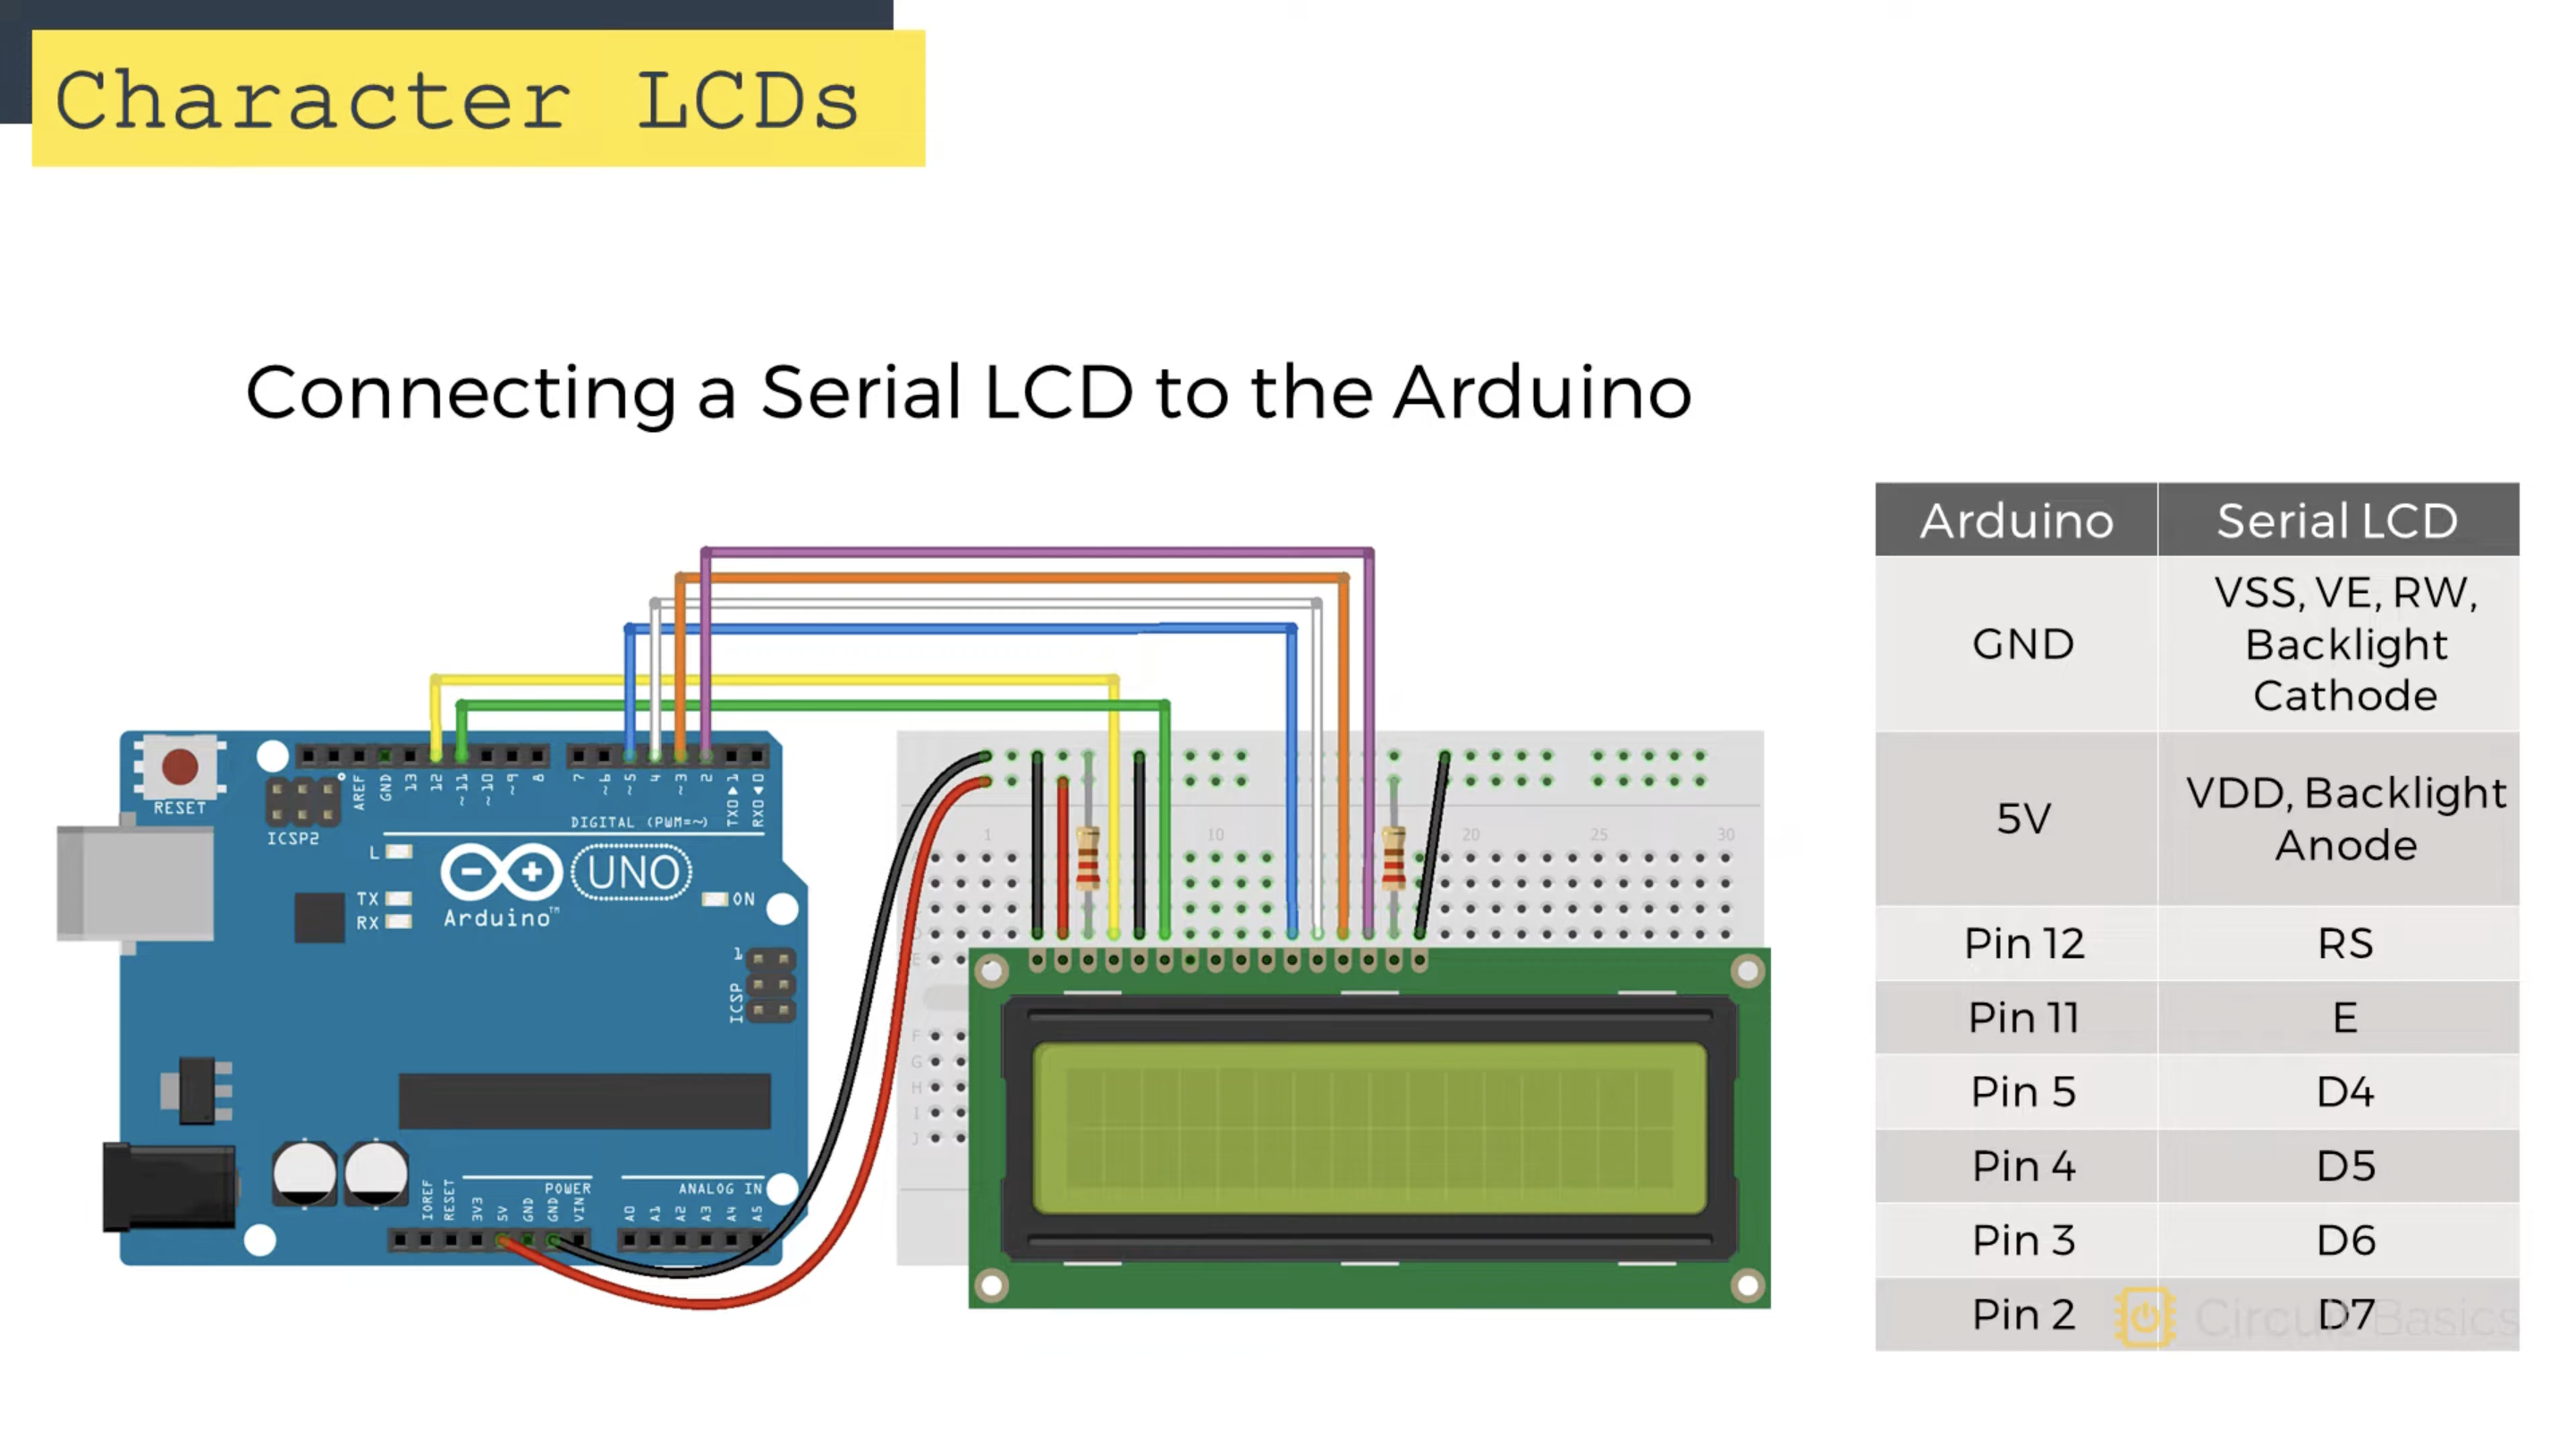 Character LCDs
Connecting a Serial LCD to the Arduino
Arduino Serial LCD
GND VSS, VE, RW,
Backlight
Cathode
5V VDD, Backlight
Anode
Pin 12 RS
Pin 11 E
Pin 5 D4
Pin 4 D5
Pin 3 D6
Pin 2 D7
Circuit Basics
RESET
ICSP2
AREF
GND
13
12
~11
~10
~9
8
7
~6
~5
4
~3
2
TX0▶1
RX0◀0
DIGITAL (PWM=~)
L
TX
RX
UNO
Arduino™
ON
1
ICSP
POWER
ANALOG IN
IOREF
RESET
3V3
5V
GND
GND
VIN
A0
A1
A2
A3
A4
A5
1 10 20 25 30
E
F
G
H
I
J